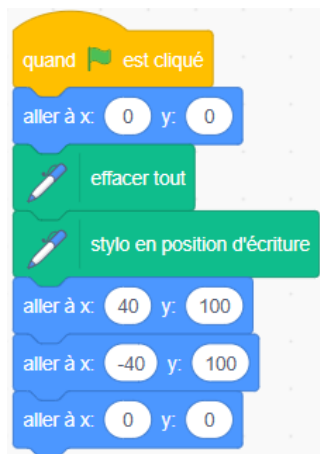 quand est cliqué
aller à x: 0 y: 0
effacer tout
stylo en position d'écriture
aller à x: 40 y: 100
aller à x: -40 y: 100
aller à x: 0 y: 0